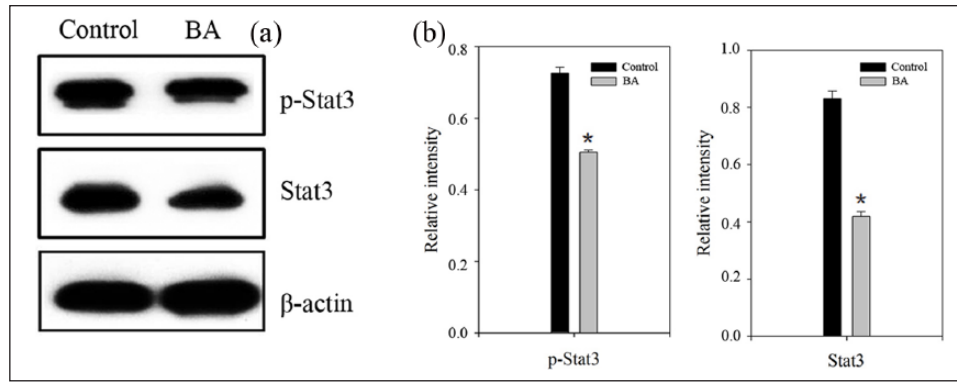 Control BA (a)
p-Stat3
Stat3
β-actin
(b)
0.8
0.6
0.4
0.2
0.0
Relative intensity
Control
BA
*
p-Stat3
1.0
0.8
0.6
0.4
0.2
0.0
Relative intensity
Control
BA
*
Stat3